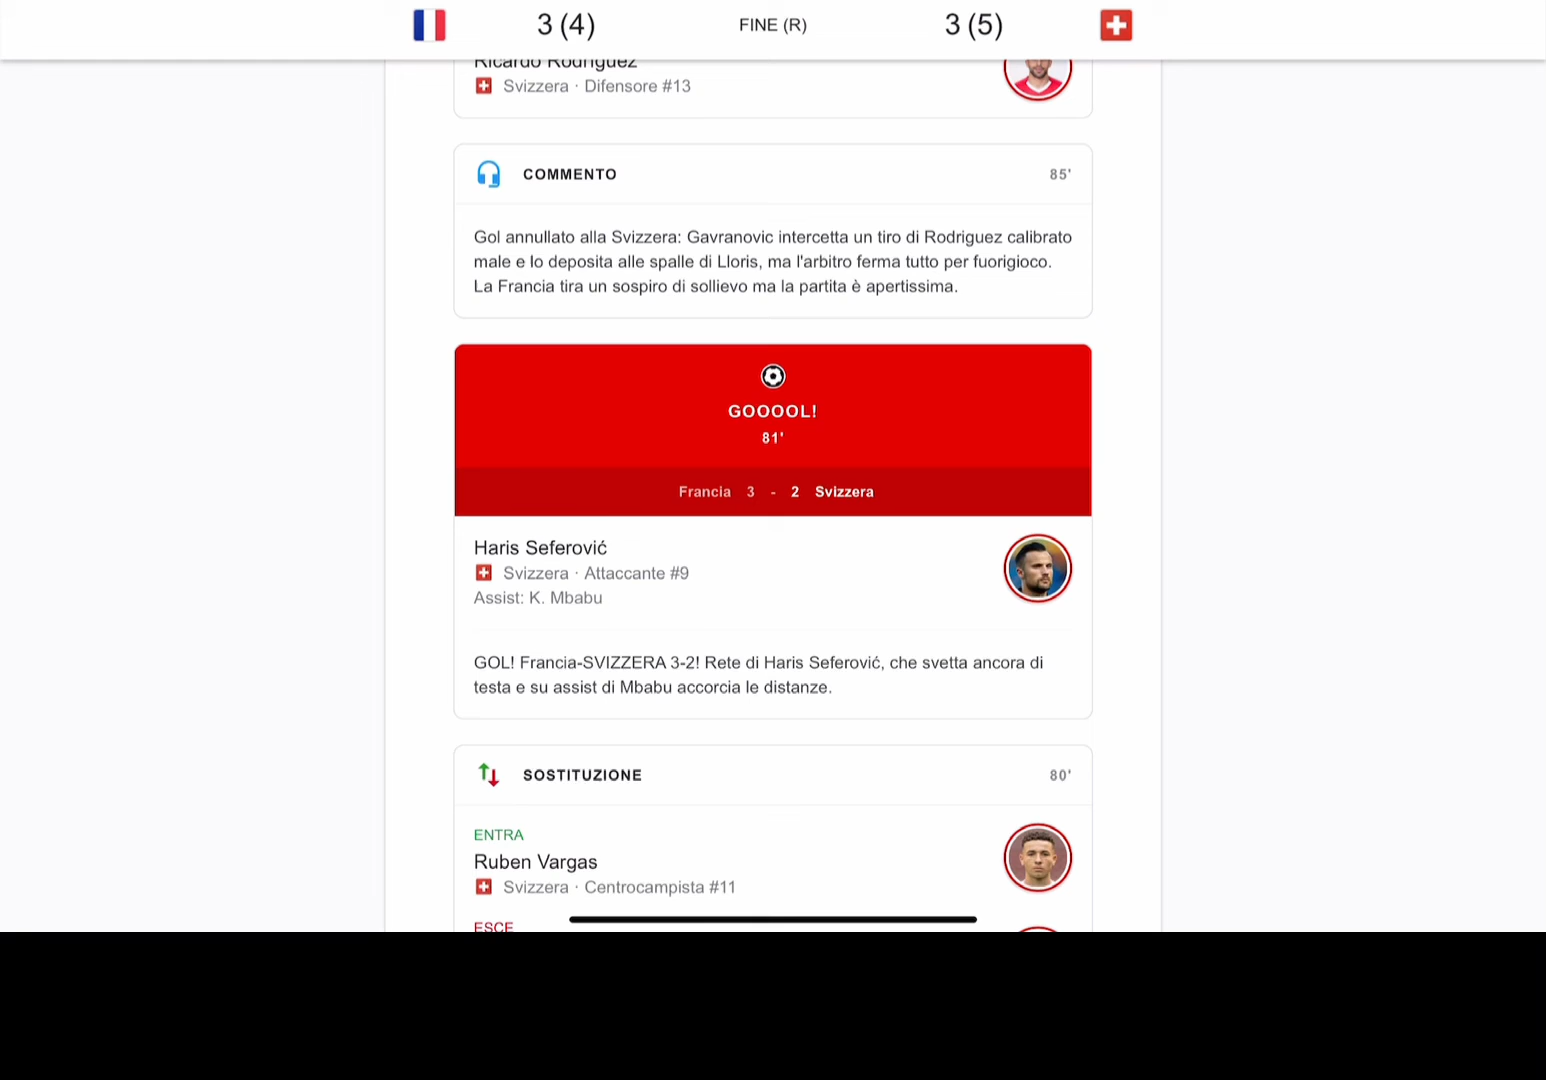 3 (4) FINE (R) 3 (5)
Ricardo Rodriguez
Svizzera · Difensore #13
COMMENTO 85'
Gol annullato alla Svizzera: Gavranovic intercetta un tiro di Rodriguez calibrato
male e lo deposita alle spalle di Lloris, ma l'arbitro ferma tutto per fuorigioco.
La Francia tira un sospiro di sollievo ma la partita è apertissima.
GOOOOL!
81'
Francia 3 - 2 Svizzera
Haris Seferović
Svizzera · Attaccante #9
Assist: K. Mbabu
GOL! Francia-SVIZZERA 3-2! Rete di Haris Seferović, che svetta ancora di
testa e su assist di Mbabu accorcia le distanze.
SOSTITUZIONE 80'
ENTRA
Ruben Vargas
Svizzera · Centrocampista #11
ESCE